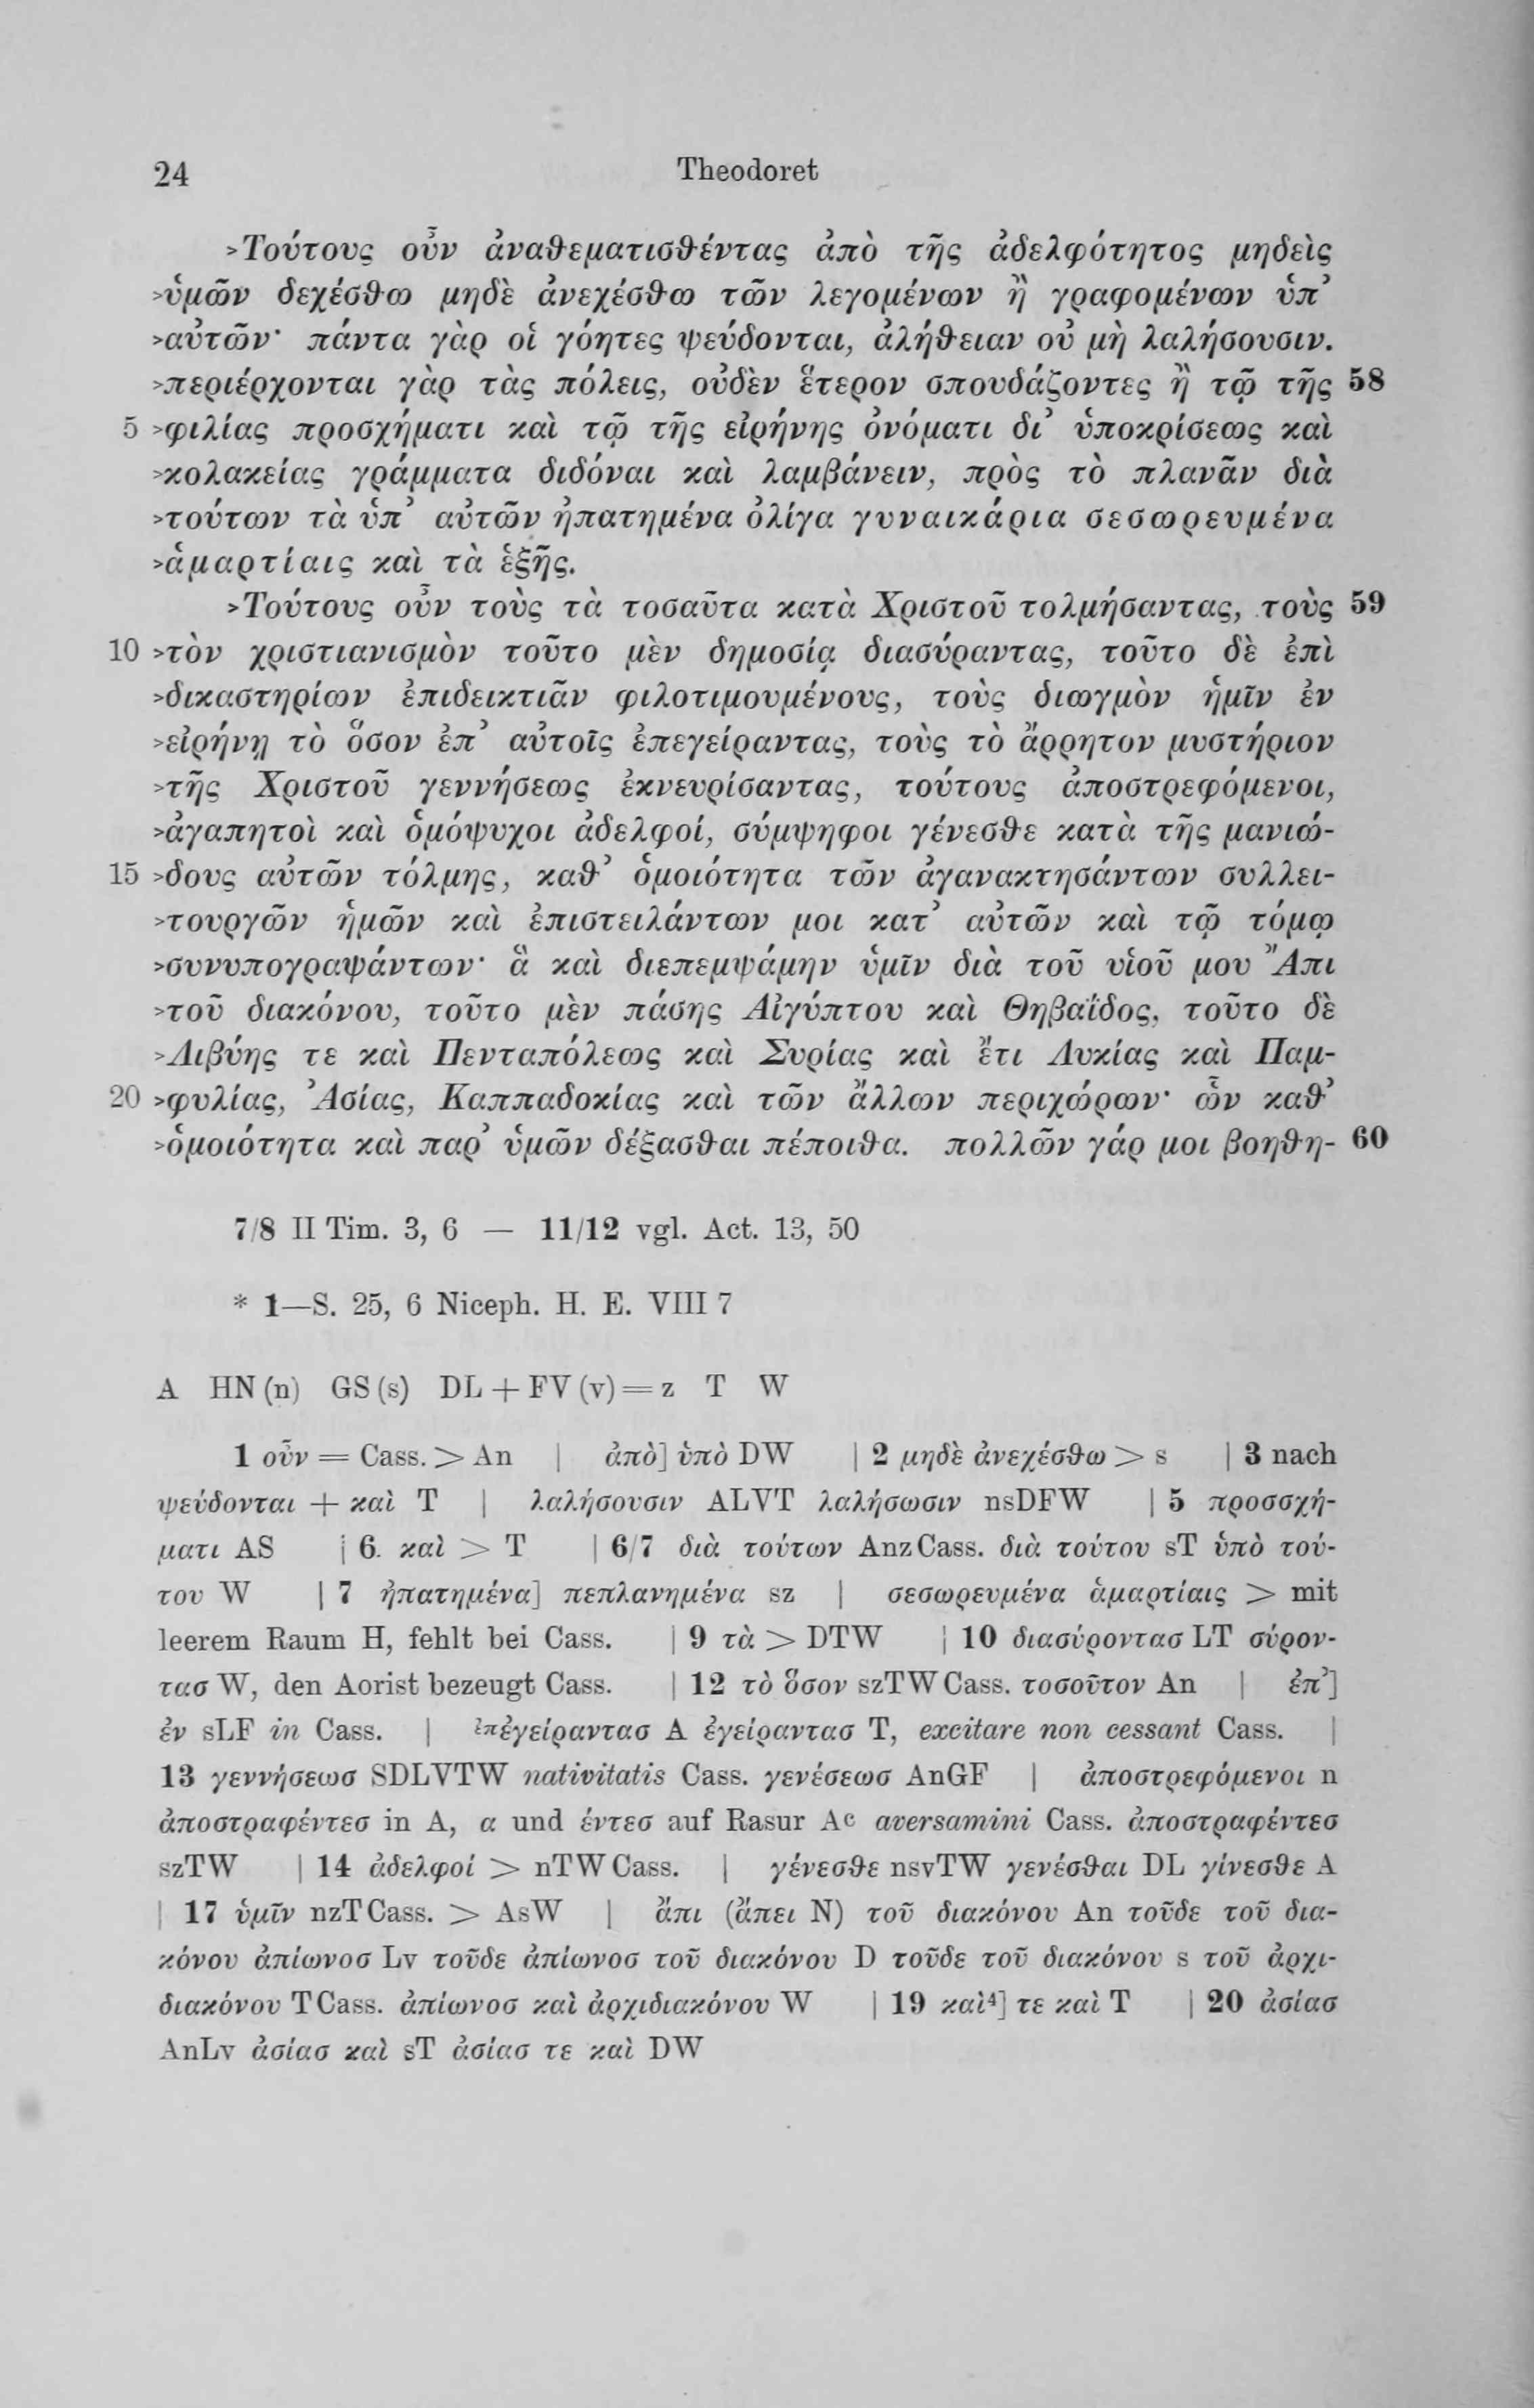 24 Theodoret
>Τούτους οὖν ἀναθεματισθέντας ἀπὸ τῆς ἀδελφότητος μηδεὶς
>ὑμῶν δεχέσθω μηδὲ ἀνεχέσθω τῶν λεγομένων ἢ γραφομένων ὑπ’
>αὐτῶν· πάντα γὰρ οἱ γόητες ψεύδονται, ἀλήθειαν οὐ μὴ λαλήσουσιν.
>περιέρχονται γὰρ τὰς πόλεις, οὐδὲν ἕτερον σπουδάζοντες ἢ τῷ τῆς 58
5 >φιλίας προσχήματι καὶ τῷ τῆς εἰρήνης ὀνόματι δι’ ὑποκρίσεως καὶ
>κολακείας γράμματα διδόναι καὶ λαμβάνειν, πρὸς τὸ πλανᾶν διὰ
>τούτων τὰ ὑπ’ αὐτῶν ἠπατημένα ὀλίγα γυναικάρια σεσωρευμένα
>ἁμαρτίαις καὶ τὰ ἑξῆς.
>Τούτους οὖν τοὺς τὰ τοσαῦτα κατὰ Χριστοῦ τολμήσαντας, τοὺς 59
10 >τὸν χριστιανισμὸν τοῦτο μὲν δημοσίᾳ διασύραντας, τοῦτο δὲ ἐπὶ
>δικαστηρίων ἐπιδεικτιᾶν φιλοτιμουμένους, τοὺς διωγμὸν ἡμῖν ἐν
>εἰρήνῃ τὸ ὅσον ἐπ’ αὐτοῖς ἐπεγείραντας, τοὺς τὸ ἄρρητον μυστήριον
>τῆς Χριστοῦ γεννήσεως ἐκνευρίσαντας, τούτους ἀποστρεφόμενοι,
>ἀγαπητοὶ καὶ ὁμόψυχοι ἀδελφοί, σύμψηφοι γένεσθε κατὰ τῆς μανιώ-
15 >δους αὐτῶν τόλμης, καθ’ ὁμοιότητα τῶν ἀγανακτησάντων συλλει-
>τουργῶν ἡμῶν καὶ ἐπιστειλάντων μοι κατ’ αὐτῶν καὶ τῷ τόμῳ
>συνυπογραψάντων· ἃ καὶ διεπεμψάμην ὑμῖν διὰ τοῦ υἱοῦ μου Ἄπι
>τοῦ διακόνου, τοῦτο μὲν πάσης Αἰγύπτου καὶ Θηβαΐδος, τοῦτο δὲ
>Λιβύης τε καὶ Πενταπόλεως καὶ Συρίας καὶ ἔτι Λυκίας καὶ Παμ-
20 >φυλίας, Ἀσίας, Καππαδοκίας καὶ τῶν ἄλλων περιχώρων· ὧν καθ’
>ὁμοιότητα καὶ παρ’ ὑμῶν δέξασθαι πέποιθα. πολλῶν γάρ μοι βοηθη- 60
7/8 II Tim. 3, 6 — 11/12 vgl. Act. 13, 50
* 1—S. 25, 6 Niceph. H. E. VIII 7
A HN (n) GS (s) DL + FV (v) = z T W
1 οὖν = Cass. > An | ἀπὸ] ὑπὸ DW | 2 μηδὲ ἀνεχέσθω > s | 3 nach
ψεύδονται + καὶ T | λαλήσουσιν ALVT λαλήσωσιν nsDFW | 5 προσσχή-
ματι AS | 6. καὶ > T | 6/7 διὰ τούτων AnzCass. διὰ τούτου sT ὑπὸ τού-
του W | 7 ἠπατημένα] πεπλανημένα sz | σεσωρευμένα ἁμαρτίαις > mit
leerem Raum H, fehlt bei Cass. | 9 τὰ > DTW | 10 διασύροντασ LT σύρον-
τασ W, den Aorist bezeugt Cass. | 12 τὸ ὅσον szTW Cass. τοσοῦτον An | ἐπ’]
ἐν sLF in Cass. | ἐπἐγείραντασ A ἐγείραντασ T, excitare non cessant Cass. |
13 γεννήσεωσ SDLVTW nativitatis Cass. γενέσεωσ AnGF | ἀποστρεφόμενοι n
ἀποστραφέντεσ in A, α und έντεσ auf Rasur Ac aversamini Cass. ἀποστραφέντεσ
szTW | 14 ἀδελφοί > nTW Cass. | γένεσθε nsvTW γενέσθαι DL γίνεσθε A
| 17 ὑμῖν nzT Cass. > AsW | ἄπι (ἄπει N) τοῦ διακόνου An τοῦδε τοῦ δια-
κόνου ἀπίωνοσ Lv τοῦδε ἀπίωνοσ τοῦ διακόνου D τοῦδε τοῦ διακόνου s τοῦ ἀρχι-
διακόνου T Cass. ἀπίωνοσ καὶ ἀρχιδιακόνου W | 19 καὶ⁴] τε καὶ T | 20 ἀσίασ
AnLv ἀσίασ καὶ sT ἀσίασ τε καὶ DW